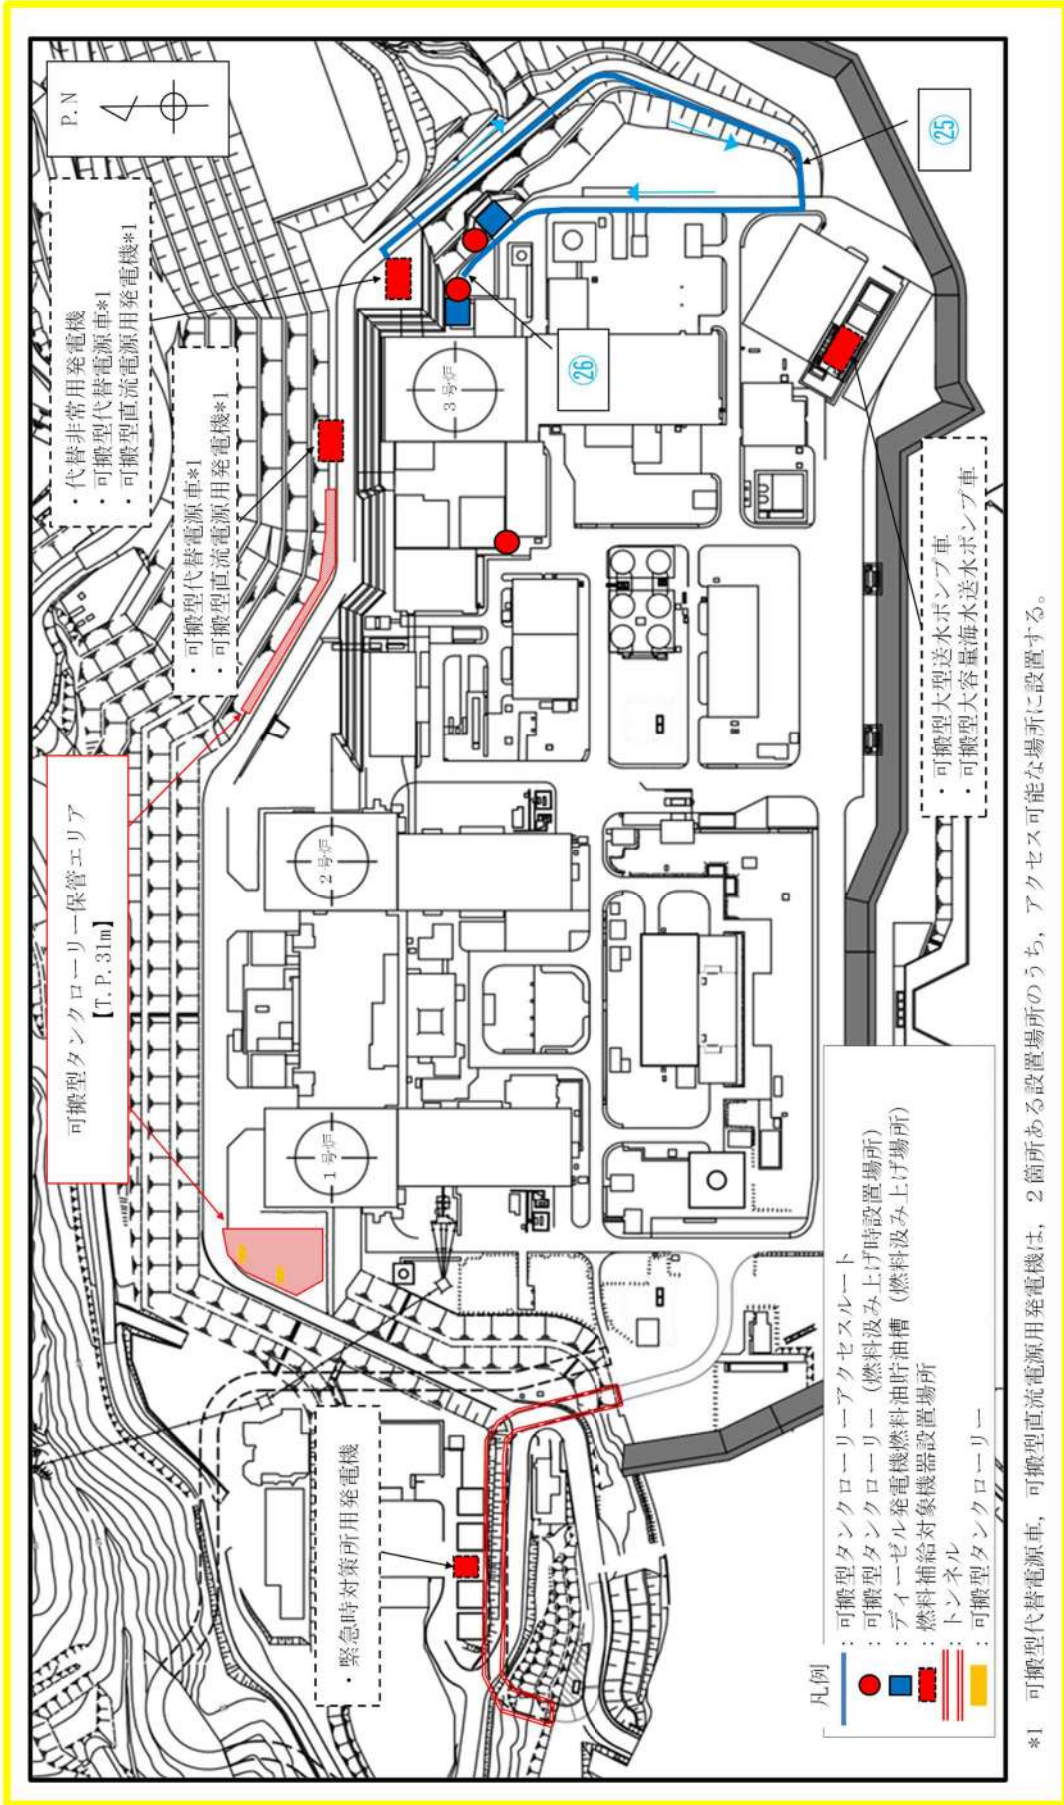 P.N
・代替非常用発電機
・可搬型代替電源車*1
・可搬型直流電源用発電機*1
・可搬型代替電源車*1
・可搬型直流電源用発電機*1
可搬型タンクローリー保管エリア
【T.P.31m】
・緊急時対策所用発電機
1号炉
2号炉
3号炉
㉖
㉕
・可搬型大型送水ポンプ車
・可搬型大容量海水送水ポンプ車
凡例
：可搬型タンクローリーアクセスルート
：可搬型タンクローリー（燃料汲み上げ時設置場所）
：ディーゼル発電機燃料油貯油槽（燃料汲み上げ場所）
：燃料補給対象機器設置場所
：トンネル
：可搬型タンクローリー
*1 可搬型代替電源車，可搬型直流電源用発電機は，2箇所ある設置場所のうち，アクセス可能な場所に設置する。